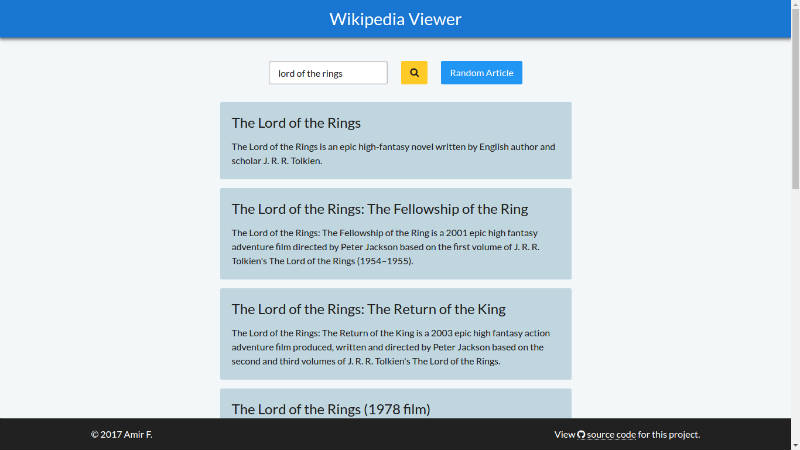 Wikipedia Viewer
lord of the rings
Random Article
The Lord of the Rings
The Lord of the Rings is an epic high-fantasy novel written by English author and
scholar J. R. R. Tolkien.
The Lord of the Rings: The Fellowship of the Ring
The Lord of the Rings: The Fellowship of the Ring is a 2001 epic high fantasy
adventure film directed by Peter Jackson based on the first volume of J. R. R.
Tolkien's The Lord of the Rings (1954–1955).
The Lord of the Rings: The Return of the King
The Lord of the Rings: The Return of the King is a 2003 epic high fantasy action
adventure film produced, written and directed by Peter Jackson based on the
second and third volumes of J. R. R. Tolkien's The Lord of the Rings.
The Lord of the Rings (1978 film)
© 2017 Amir F.
View source code for this project.